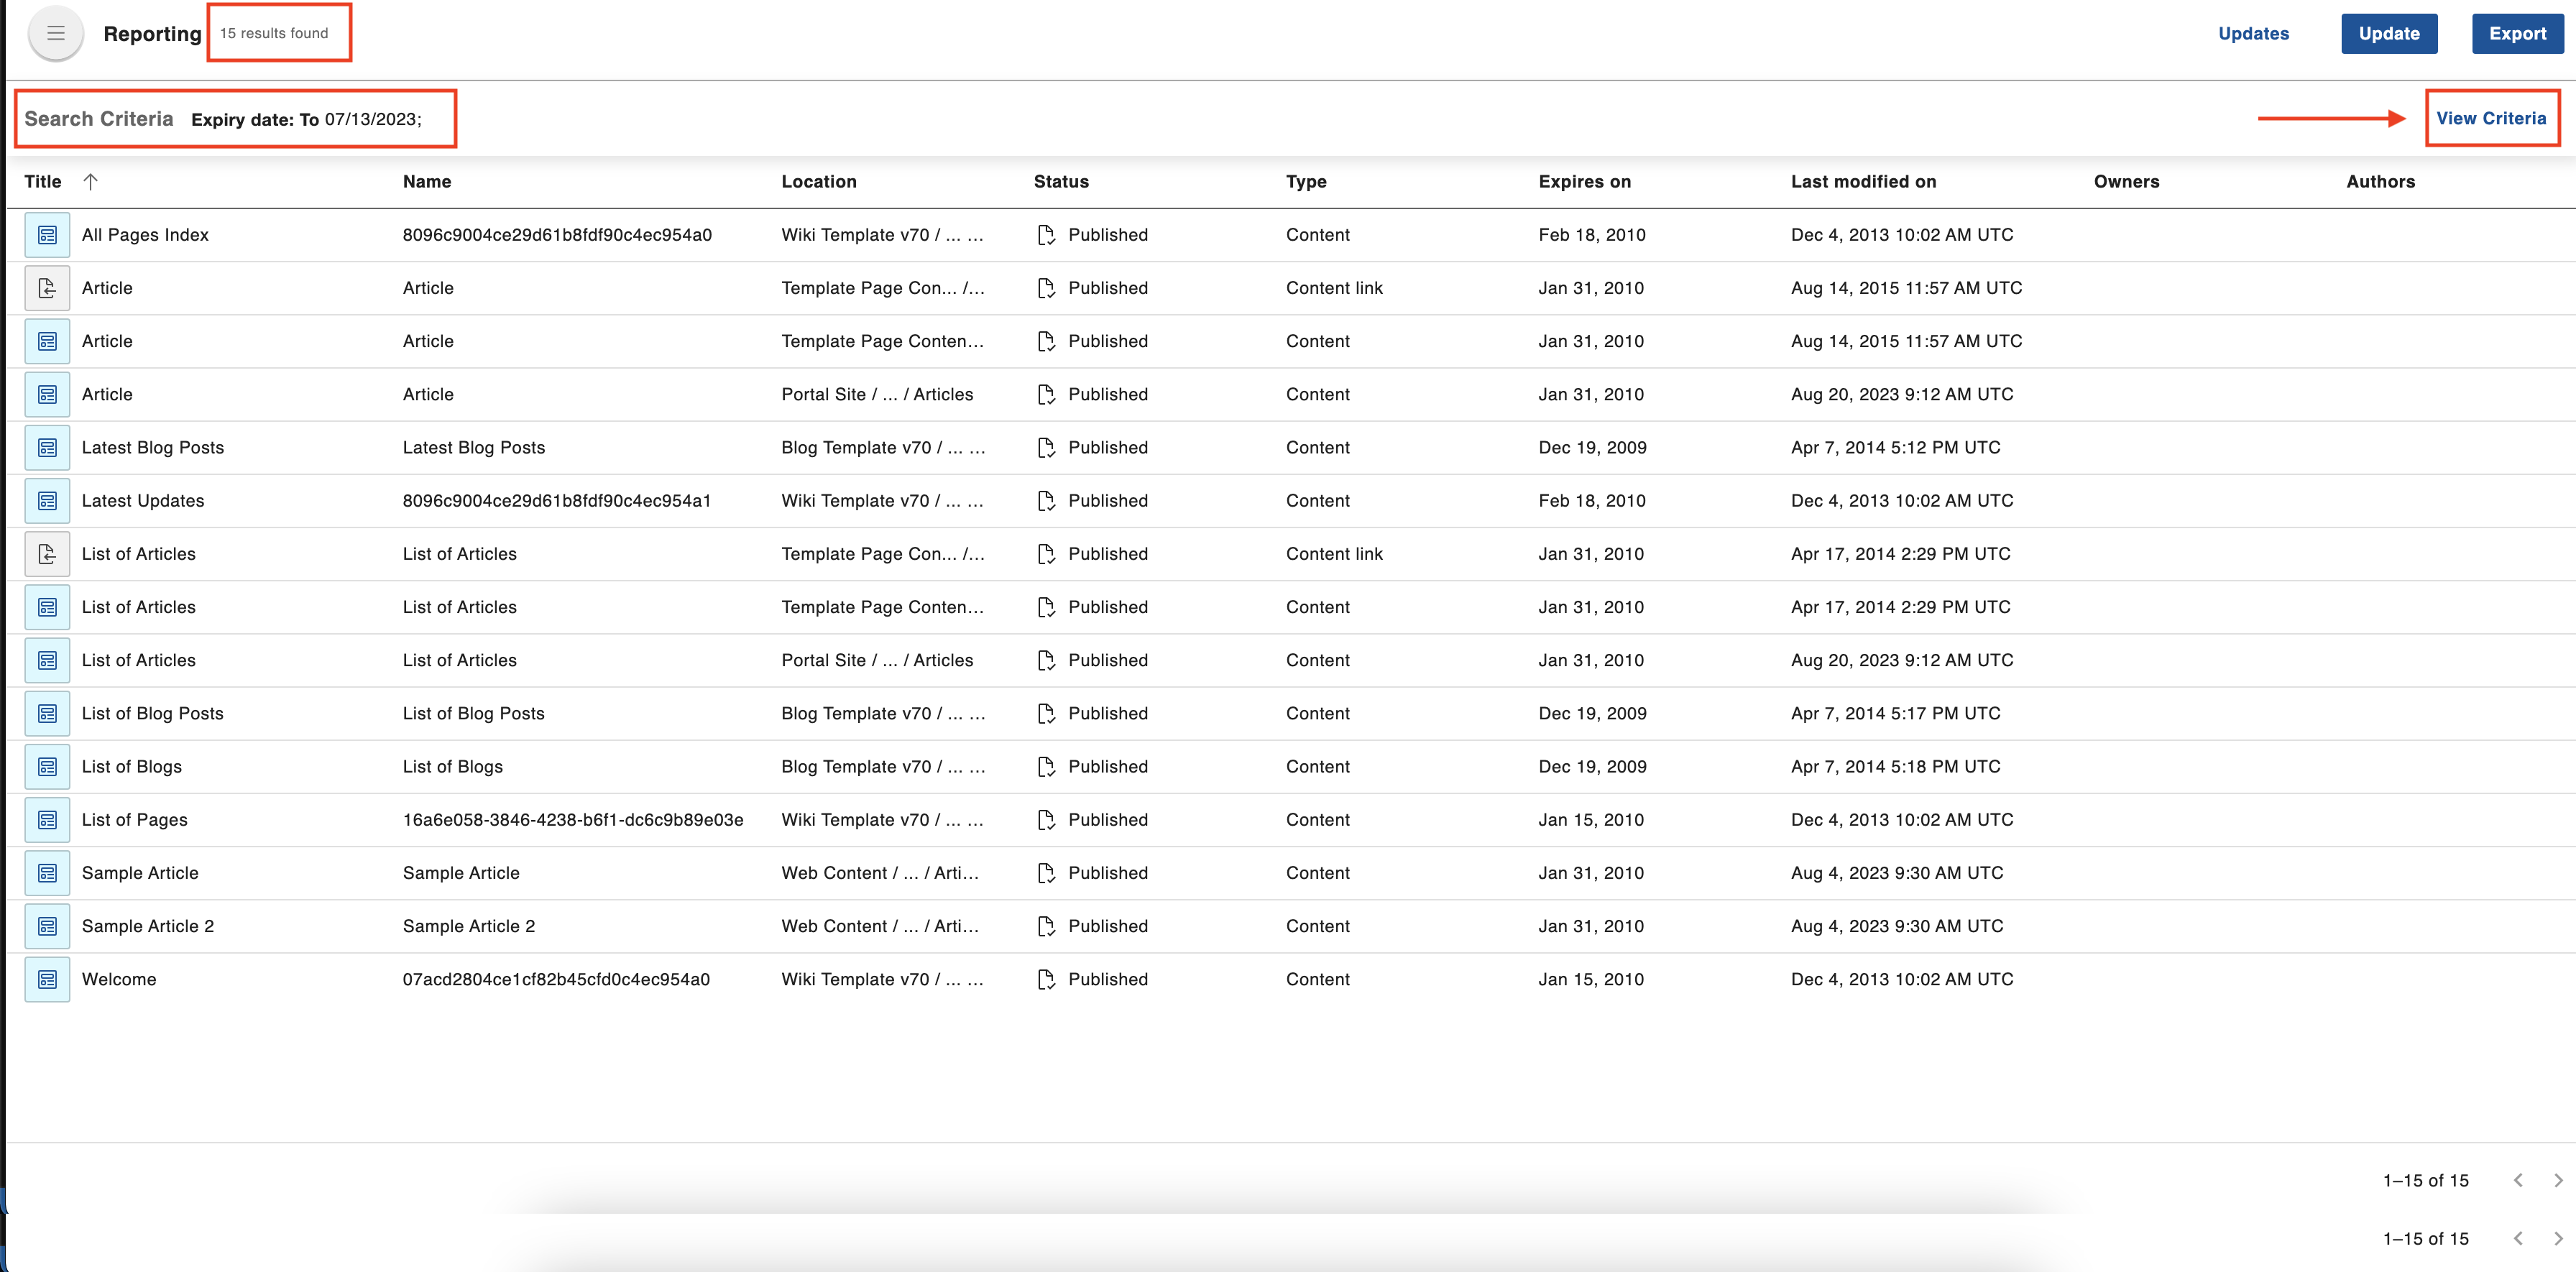 Reporting 15 results found Updates Update Export
Search Criteria Expiry date: To 07/13/2023; View Criteria
Title Name Location Status Type Expires on Last modified on Owners Authors
All Pages Index 8096c9004ce29d61b8fdf90c4ec954a0 Wiki Template v70 / ... ... Published Content Feb 18, 2010 Dec 4, 2013 10:02 AM UTC
Article Article Template Page Con... /... Published Content link Jan 31, 2010 Aug 14, 2015 11:57 AM UTC
Article Article Template Page Conten... Published Content Jan 31, 2010 Aug 14, 2015 11:57 AM UTC
Article Article Portal Site / ... / Articles Published Content Jan 31, 2010 Aug 20, 2023 9:12 AM UTC
Latest Blog Posts Latest Blog Posts Blog Template v70 / ... ... Published Content Dec 19, 2009 Apr 7, 2014 5:12 PM UTC
Latest Updates 8096c9004ce29d61b8fdf90c4ec954a1 Wiki Template v70 / ... ... Published Content Feb 18, 2010 Dec 4, 2013 10:02 AM UTC
List of Articles List of Articles Template Page Con... /... Published Content link Jan 31, 2010 Apr 17, 2014 2:29 PM UTC
List of Articles List of Articles Template Page Conten... Published Content Jan 31, 2010 Apr 17, 2014 2:29 PM UTC
List of Articles List of Articles Portal Site / ... / Articles Published Content Jan 31, 2010 Aug 20, 2023 9:12 AM UTC
List of Blog Posts List of Blog Posts Blog Template v70 / ... ... Published Content Dec 19, 2009 Apr 7, 2014 5:17 PM UTC
List of Blogs List of Blogs Blog Template v70 / ... ... Published Content Dec 19, 2009 Apr 7, 2014 5:18 PM UTC
List of Pages 16a6e058-3846-4238-b6f1-dc6c9b89e03e Wiki Template v70 / ... ... Published Content Jan 15, 2010 Dec 4, 2013 10:02 AM UTC
Sample Article Sample Article Web Content / ... / Arti... Published Content Jan 31, 2010 Aug 4, 2023 9:30 AM UTC
Sample Article 2 Sample Article 2 Web Content / ... / Arti... Published Content Jan 31, 2010 Aug 4, 2023 9:30 AM UTC
Welcome 07acd2804ce1cf82b45cfd0c4ec954a0 Wiki Template v70 / ... ... Published Content Jan 15, 2010 Dec 4, 2013 10:02 AM UTC
1–15 of 15
1–15 of 15